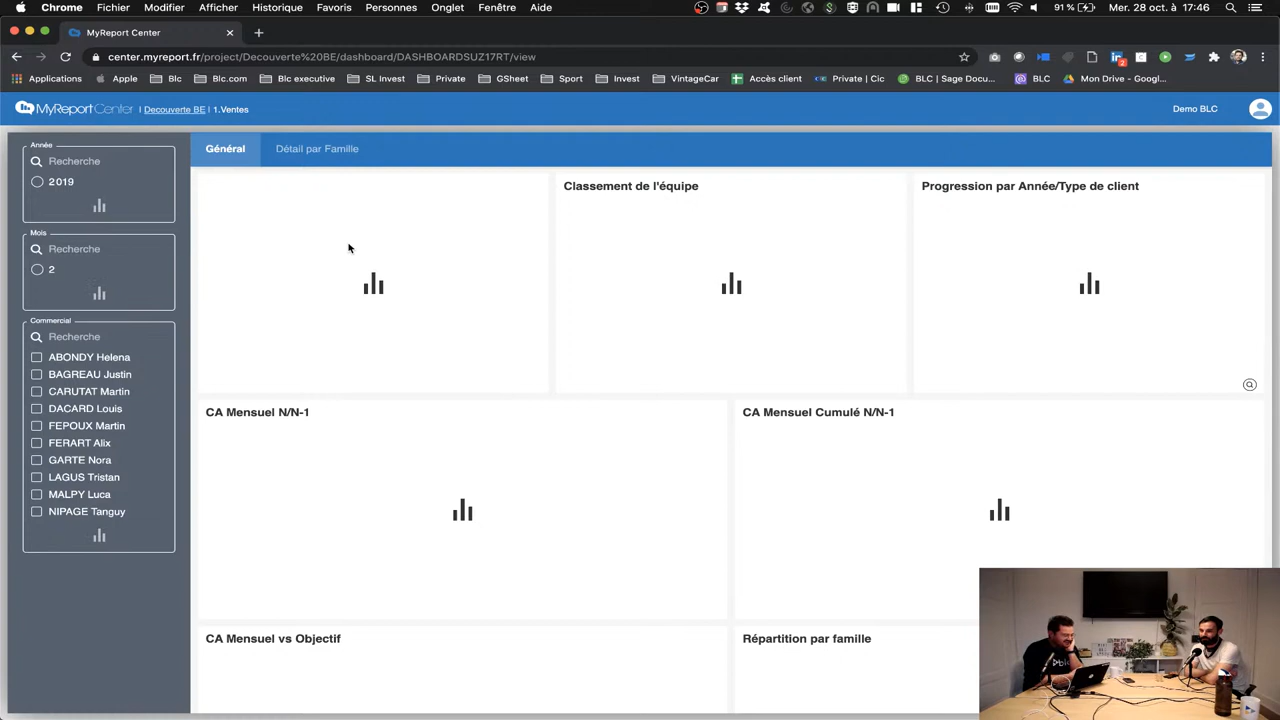 Chrome Fichier Modifier Afficher Historique Favoris Personnes Onglet Fenêtre Aide 91 % Mer. 28 oct. à 17:46
MyReport Center
center.myreport.fr/project/Decouverte%20BE/dashboard/DASHBOARDSUZ17RT/view
Applications Apple Blc Blc.com Blc executive SL Invest Private GSheet Sport Invest VintageCar Accès client Private | Cic BLC | Sage Docu... BLC Mon Drive - Googl...
MyReport Center | Decouverte BE | 1.Ventes Demo BLC
Général Détail par Famille
Année
Recherche
2019
Mois
Recherche
2
Commercial
Recherche
ABONDY Helena
BAGREAU Justin
CARUTAT Martin
DACARD Louis
FEPOUX Martin
FERART Alix
GARTE Nora
LAGUS Tristan
MALPY Luca
NIPAGE Tanguy
Classement de l'équipe
Progression par Année/Type de client
CA Mensuel N/N-1
CA Mensuel Cumulé N/N-1
CA Mensuel vs Objectif
Répartition par famille